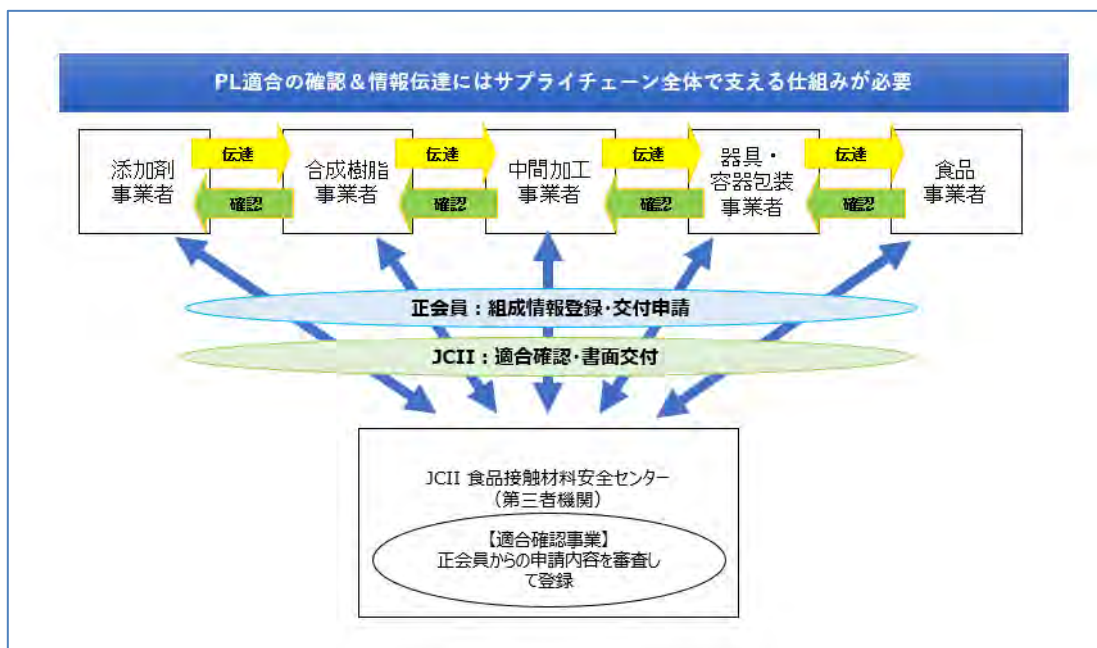 PL適合の確認＆情報伝達にはサプライチェーン全体で支える仕組みが必要
添加剤
事業者
伝達
確認
合成樹脂
事業者
伝達
確認
中間加工
事業者
伝達
確認
器具・
容器包装
事業者
伝達
確認
食品
事業者
正会員：組成情報登録・交付申請
JCII：適合確認・書面交付
JCII 食品接触材料安全センター
（第三者機関）
【適合確認事業】
正会員からの申請内容を審査し
て登録